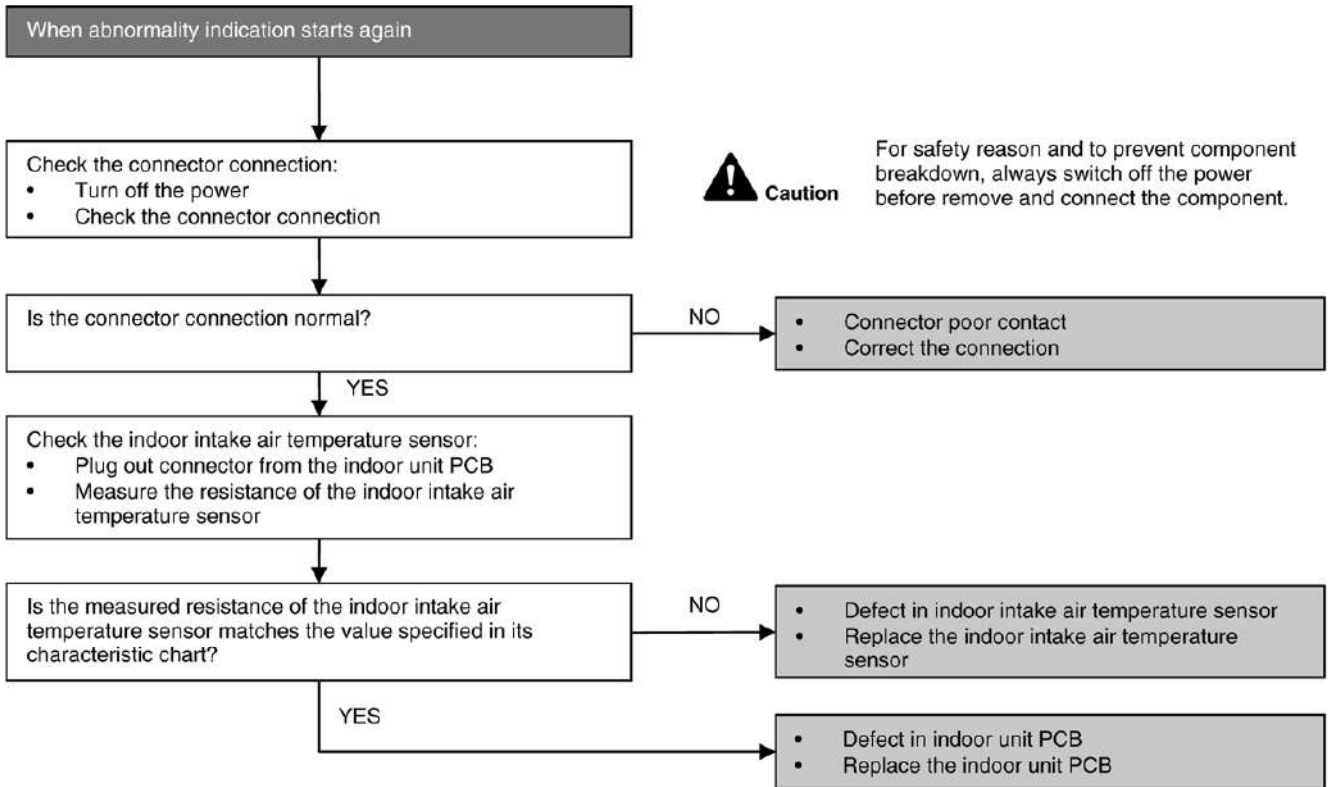 When abnormality indication starts again
Check the connector connection:
• Turn off the power
• Check the connector connection
Caution
For safety reason and to prevent component
breakdown, always switch off the power
before remove and connect the component.
Is the connector connection normal?
NO
• Connector poor contact
• Correct the connection
YES
Check the indoor intake air temperature sensor:
• Plug out connector from the indoor unit PCB
• Measure the resistance of the indoor intake air
temperature sensor
Is the measured resistance of the indoor intake air
temperature sensor matches the value specified in its
characteristic chart?
NO
• Defect in indoor intake air temperature sensor
• Replace the indoor intake air temperature
sensor
YES
• Defect in indoor unit PCB
• Replace the indoor unit PCB